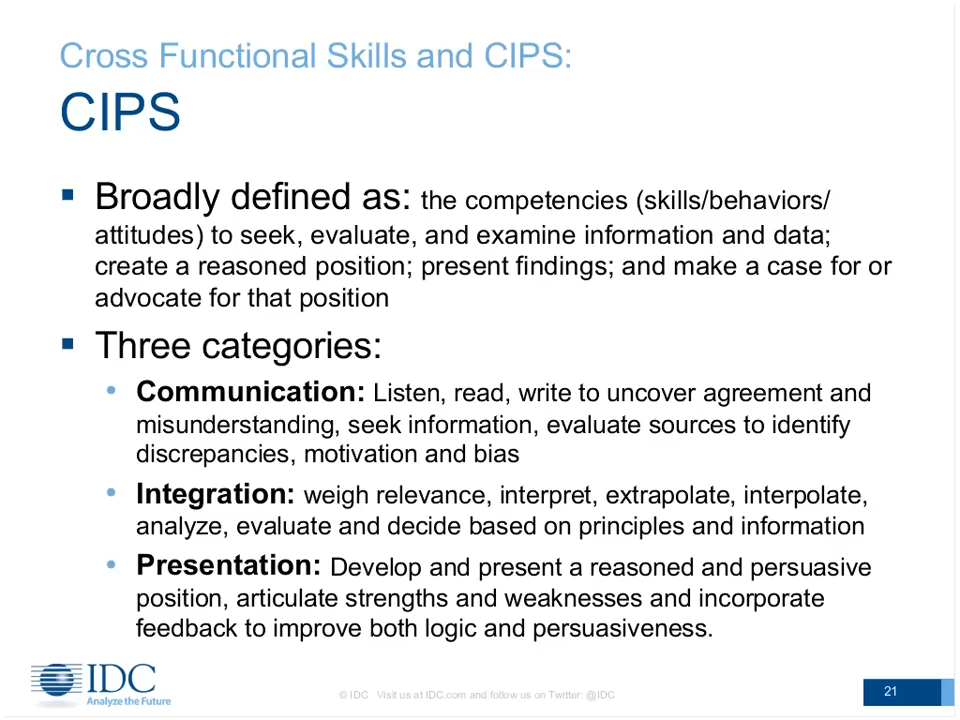 Cross Functional Skills and CIPS:
CIPS
▪ Broadly defined as: the competencies (skills/behaviors/
attitudes) to seek, evaluate, and examine information and data;
create a reasoned position; present findings; and make a case for or
advocate for that position
▪ Three categories:
• Communication: Listen, read, write to uncover agreement and
misunderstanding, seek information, evaluate sources to identify
discrepancies, motivation and bias
• Integration: weigh relevance, interpret, extrapolate, interpolate,
analyze, evaluate and decide based on principles and information
• Presentation: Develop and present a reasoned and persuasive
position, articulate strengths and weaknesses and incorporate
feedback to improve both logic and persuasiveness.
IDC
Analyze the Future
© IDC Visit us at IDC.com and follow us on Twitter: @IDC
21